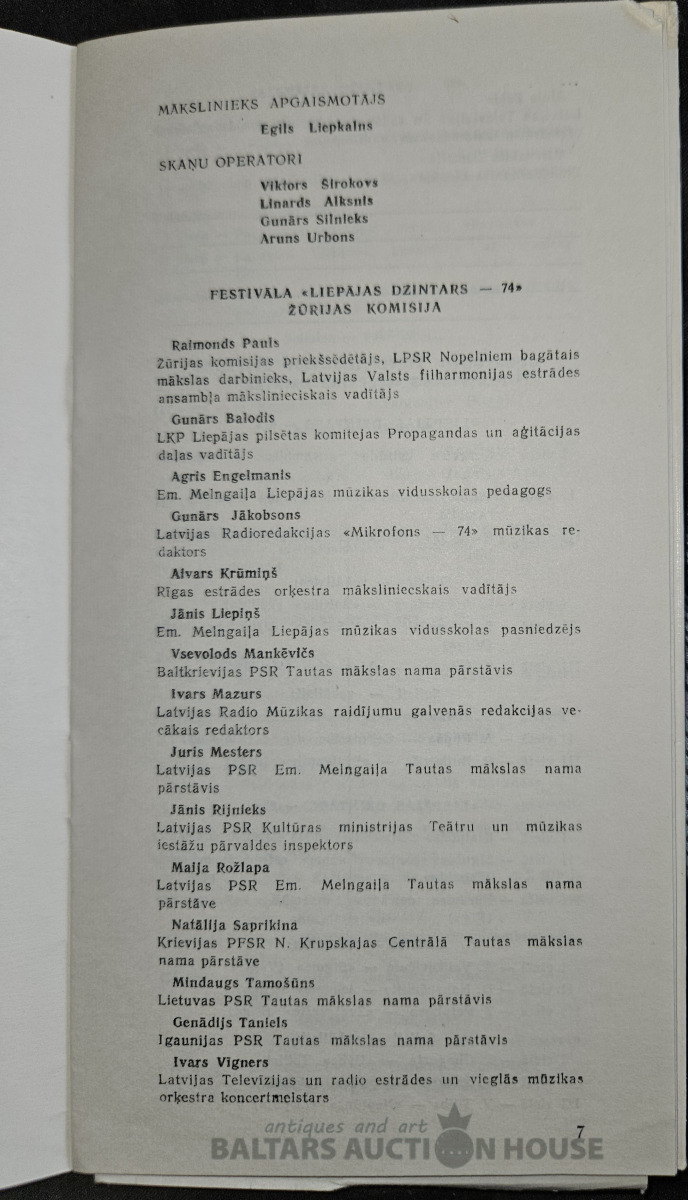 MĀKSLINIEKS APGAISMOTĀJS
Egils Liepkalns
SKAŅU OPERATORI
Viktors Širokovs
Linards Alksnis
Gunārs Silnieks
Aruns Urbons
FESTIVĀLA «LIEPĀJAS DZINTARS — 74»
ŽŪRIJAS KOMISIJA
Raimonds Pauls
Žūrijas komisijas priekšsēdētājs, LPSR Nopelniem bagātais
mākslas darbinieks, Latvijas Valsts filharmonijas estrādes
ansambļa mākslinieciskais vadītājs
Gunārs Balodis
LKP Liepājas pilsētas komitejas Propagandas un aģitācijas
daļas vadītājs
Agris Engelmanis
Em. Melngaiļa Liepājas mūzikas vidusskolas pedagogs
Gunārs Jākobsons
Latvijas Radioredakcijas «Mikrofons — 74» mūzikas re-
daktors
Aivars Krūmiņš
Rīgas estrādes orķestra māksliniecskais vadītājs
Jānis Liepiņš
Em. Melngaiļa Liepājas mūzikas vidusskolas pasniedzējs
Vsevolods Mankēvičs
Baltkrievijas PSR Tautas mākslas nama pārstāvis
Ivars Mazurs
Latvijas Radio Mūzikas raidījumu galvenās redakcijas ve-
cākais redaktors
Juris Mesters
Latvijas PSR Em. Melngaiļa Tautas mākslas nama
pārstāvis
Jānis Rijnieks
Latvijas PSR Kultūras ministrijas Teātru un mūzikas
iestāžu pārvaldes inspektors
Maija Rožlapa
Latvijas PSR Em. Melngaiļa Tautas mākslas nama
pārstāve
Natālija Saprikina
Krievijas PFSR N. Krupskajas Centrālā Tautas mākslas
nama pārstāve
Mindaugs Tamošūns
Lietuvas PSR Tautas mākslas nama pārstāvis
Genādijs Taniels
Igaunijas PSR Tautas mākslas nama pārstāvis
Ivars Vīgners
Latvijas Televīzijas un radio estrādes un vieglās mūzikas
orķestra koncertmeistars
7
antiques and art
BALTARS AUCTION HOUSE